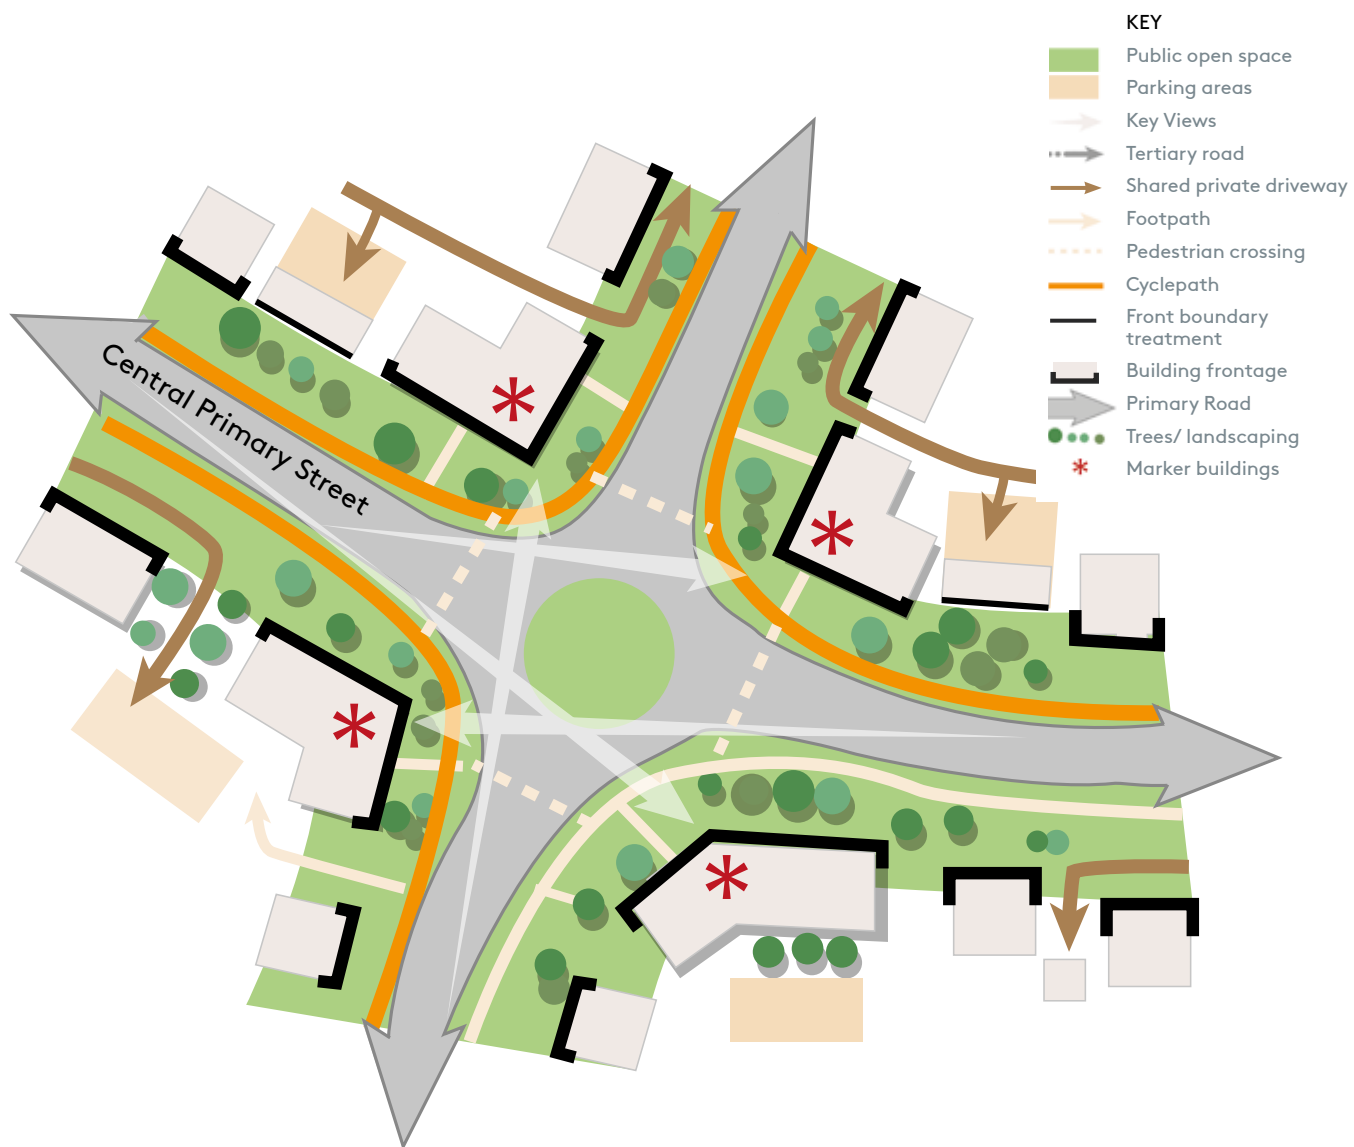 KEY
Public open space
Parking areas
Key Views
Tertiary road
Shared private driveway
Footpath
Pedestrian crossing
Cyclepath
Front boundary
treatment
Building frontage
Primary Road
Trees/ landscaping
Marker buildings
Central Primary Street